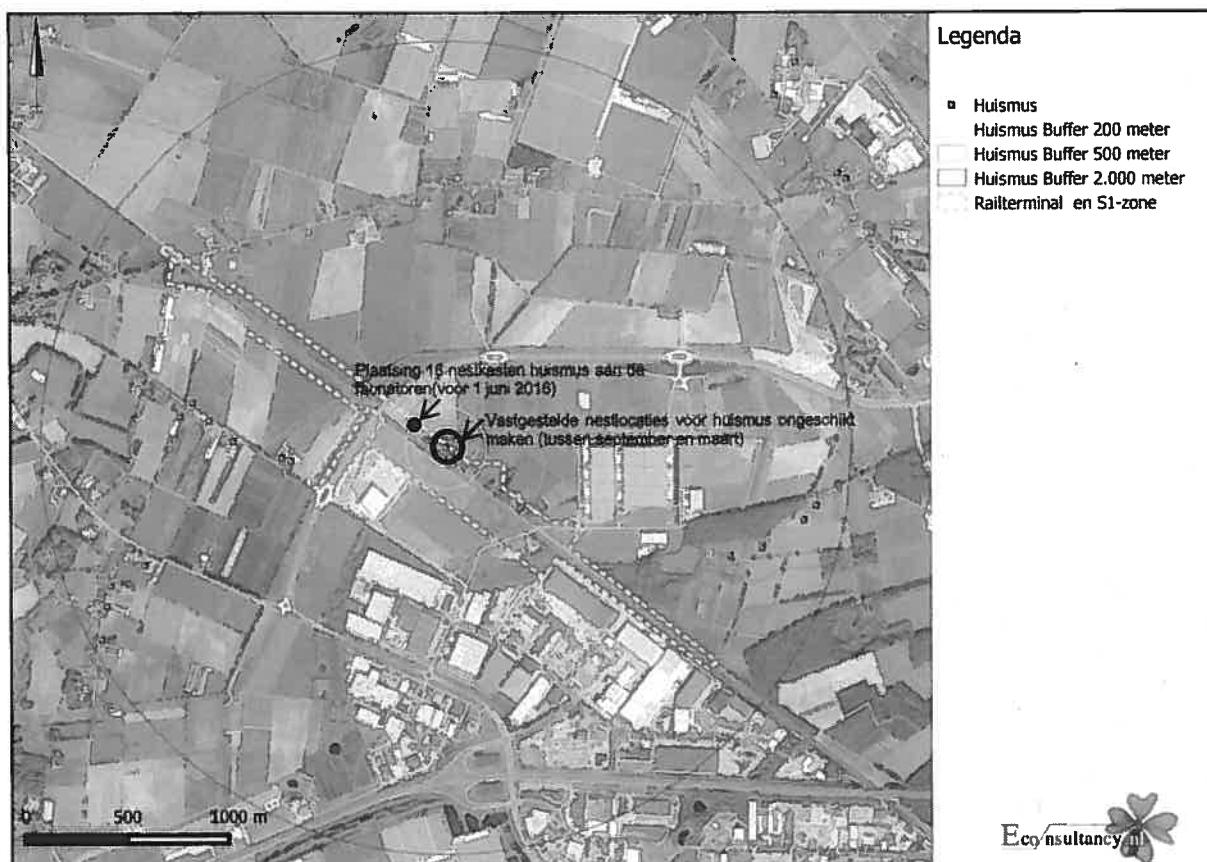 Legenda
Huismus
Huismus Buffer 200 meter
Huismus Buffer 500 meter
Huismus Buffer 2.000 meter
Railterminal en S1-zone
Plaatsing 16 nestkasten huismus aan de
faunatoren(voor 1 juni 2016)
Vastgestelde nestlocaties voor huismus ongeschikt
maken (tussen september en maart)
0 500 1000 m
Econsultancy.nl